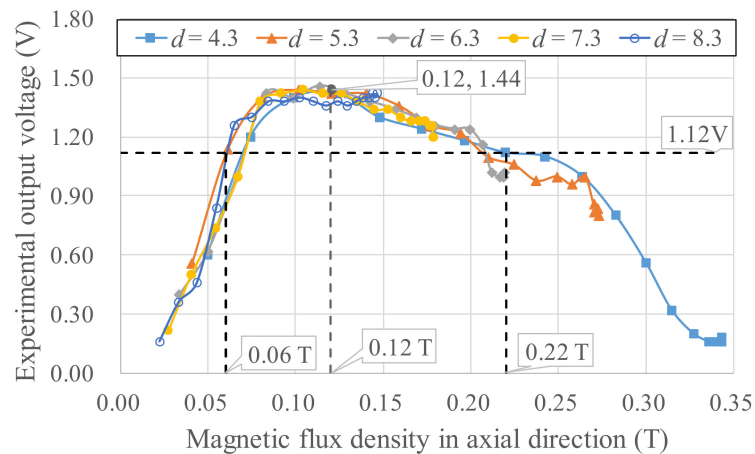 1.80
1.50
1.20
0.90
0.60
0.30
0.00
Experimental output voltage (V)
d = 4.3 d = 5.3 d = 6.3 d = 7.3 d = 8.3
0.12, 1.44
1.12V
0.06 T
0.12 T
0.22 T
0.00 0.05 0.10 0.15 0.20 0.25 0.30 0.35
Magnetic flux density in axial direction (T)